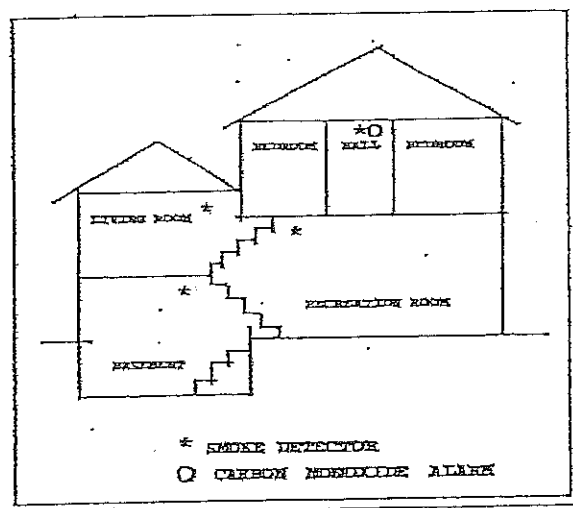 *O
BEDROOM HALL BEDROOM
LIVING ROOM *
*
*
RECREATION ROOM
BASEMENT
* SMOKE DETECTOR
O CARBON MONOXIDE ALARM